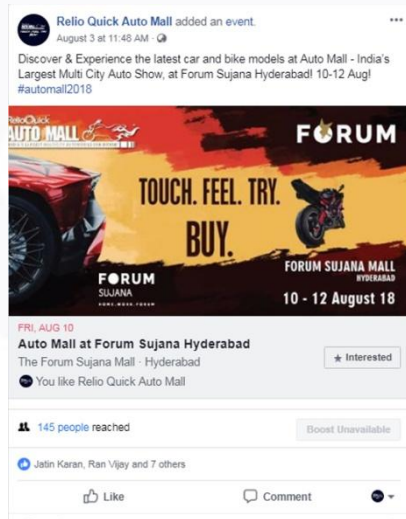 Relio Quick Auto Mall added an event.
August 3 at 11:48 AM ·
Discover & Experience the latest car and bike models at Auto Mall - India's
Largest Multi City Auto Show, at Forum Sujana Hyderabad! 10-12 Aug!
#automall2018
RelioQuick
AUTO MALL
FORUM
TOUCH. FEEL. TRY.
BUY.
FORUM
SUJANA
HOME.WORK.FORUM
FORUM SUJANA MALL
HYDERABAD
10 - 12 August 18
FRI, AUG 10
Auto Mall at Forum Sujana Hyderabad
The Forum Sujana Mall · Hyderabad
Interested
You like Relio Quick Auto Mall
145 people reached
Boost Unavailable
Jatin Karan, Ran Vijay and 7 others
Like
Comment